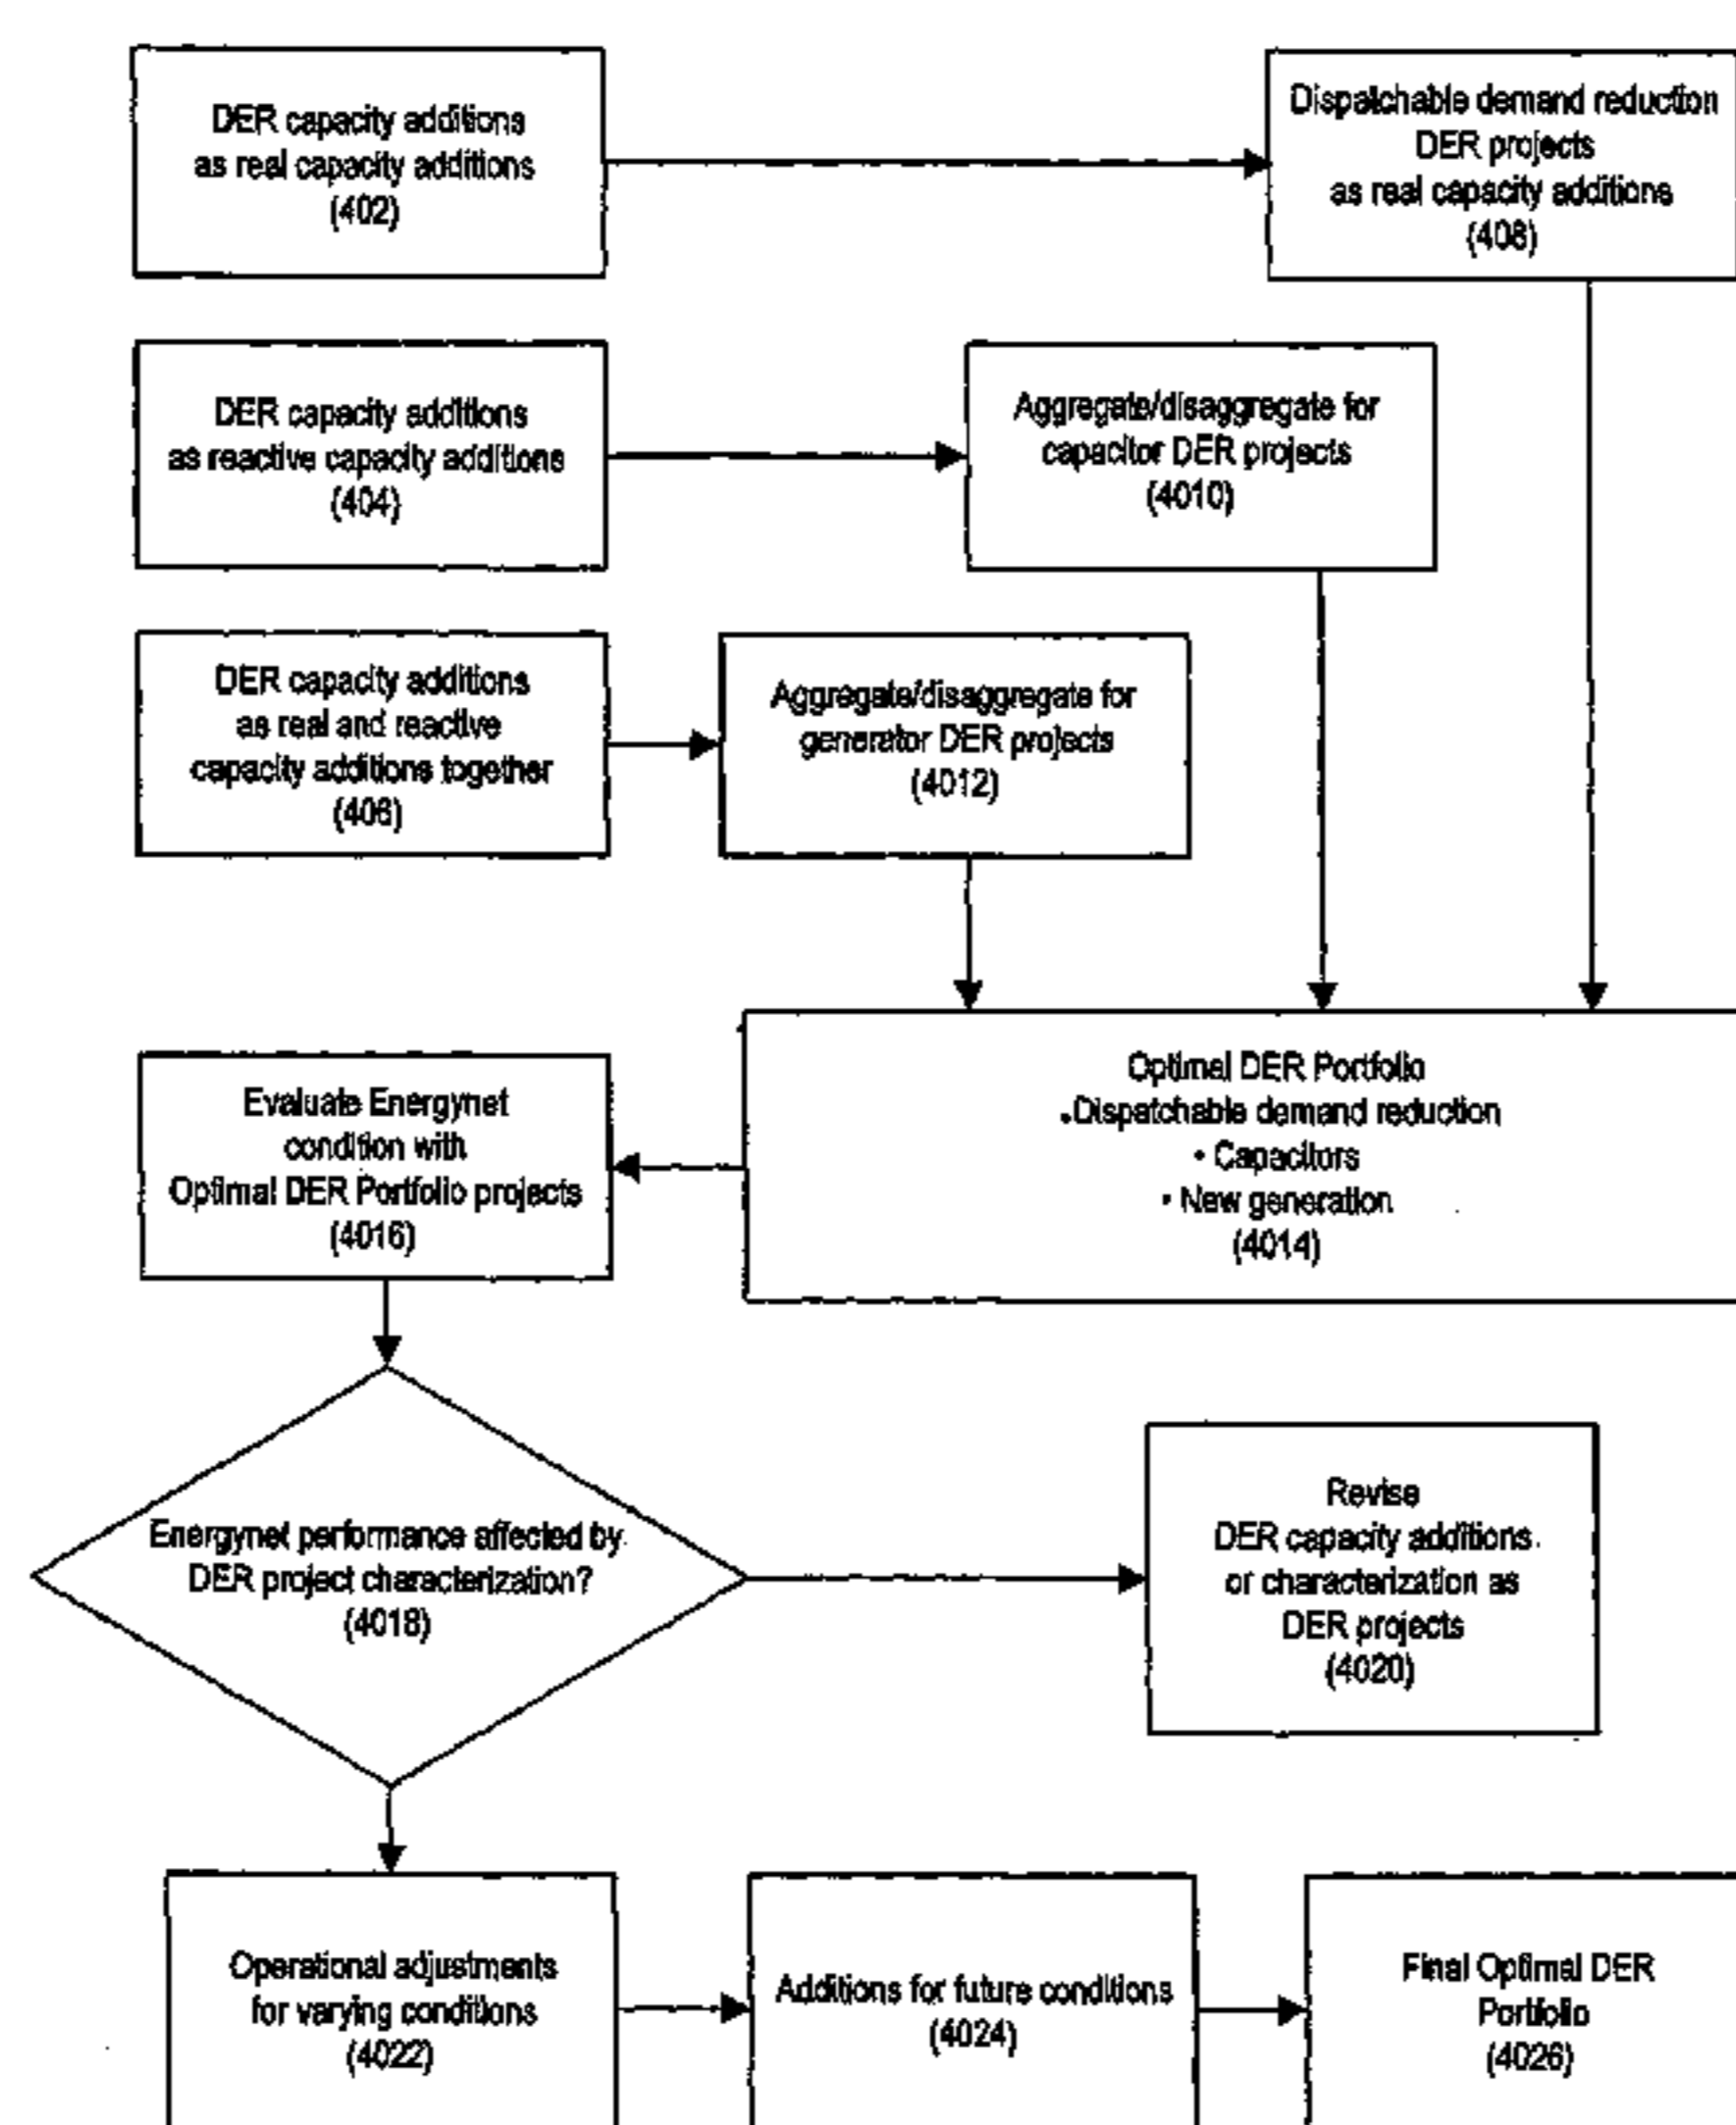 DER capacity additions
as real capacity additions
(402)
Dispatchable demand reduction
DER projects
as real capacity additions
(408)
DER capacity additions
as reactive capacity additions
(404)
Aggregate/disaggregate for
capacitor DER projects
(4010)
DER capacity additions
as real and reactive
capacity additions together
(406)
Aggregate/disaggregate for
generator DER projects
(4012)
Optimal DER Portfolio
•Dispatchable demand reduction
• Capacitors
• New generation
(4014)
Evaluate Energynet
condition with
Optimal DER Portfolio projects
(4016)
Energynet performance affected by
DER project characterization?
(4018)
Revise
DER capacity additions
or characterization as
DER projects
(4020)
Operational adjustments
for varying conditions
(4022)
Additions for future conditions
(4024)
Final Optimal DER
Portfolio
(4026)